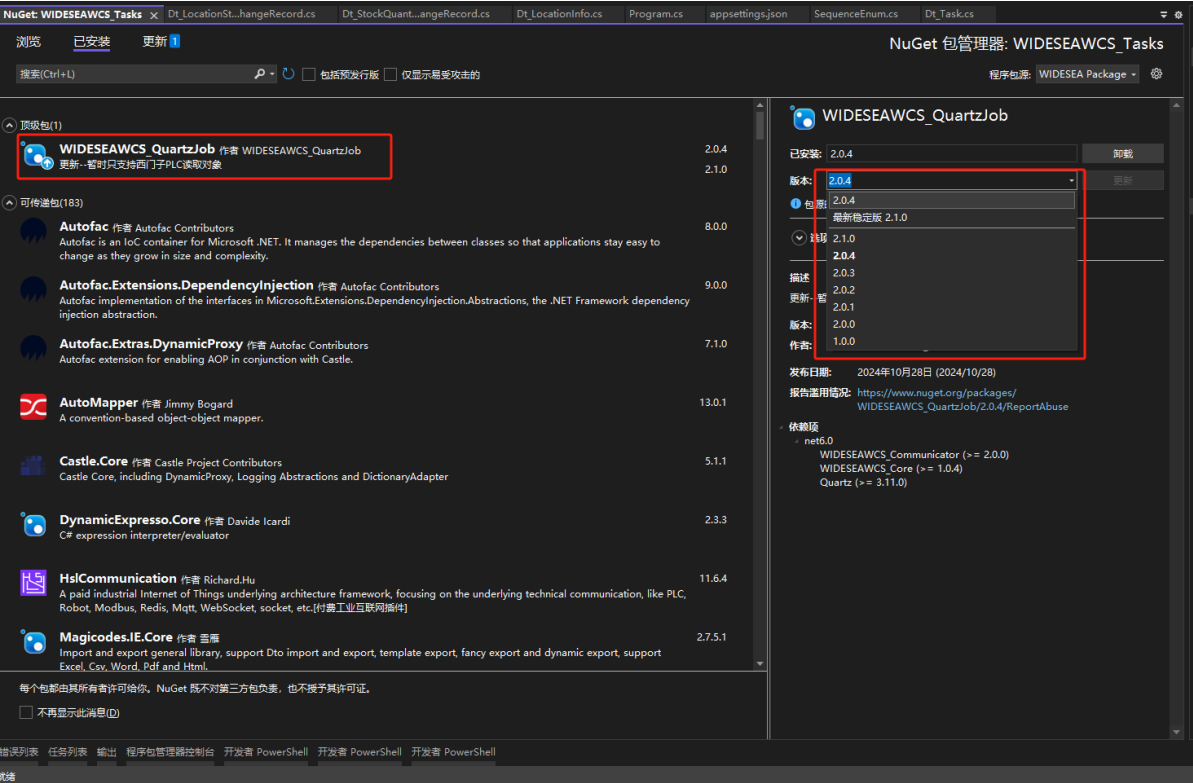 NuGet: WIDESEAWCS_Tasks
Dt_LocationSt...hangeRecord.cs
Dt_StockQuant...angeRecord.cs
Dt_LocationInfo.cs
Program.cs
appsettings.json
SequenceEnum.cs
Dt_Task.cs
浏览
已安装
更新 1
NuGet 包管理器: WIDESEAWCS_Tasks
搜索(Ctrl+L)
包括预发行版
仅显示易受攻击的
程序包源: WIDESEA Package
顶级包(1)
WIDESEAWCS_QuartzJob 作者 WIDESEAWCS_QuartzJob
2.0.4
更新--暂时只支持西门子PLC读取对象
2.1.0
可传递包(183)
Autofac 作者 Autofac Contributors
8.0.0
Autofac is an IoC container for Microsoft .NET. It manages the dependencies between classes so that applications stay easy to
change as they grow in size and complexity.
Autofac.Extensions.DependencyInjection 作者 Autofac Contributors
9.0.0
Autofac implementation of the interfaces in Microsoft.Extensions.DependencyInjection.Abstractions, the .NET Framework dependency
injection abstraction.
Autofac.Extras.DynamicProxy 作者 Autofac Contributors
7.1.0
Autofac extension for enabling AOP in conjunction with Castle.
AutoMapper 作者 Jimmy Bogard
13.0.1
A convention-based object-object mapper.
Castle.Core 作者 Castle Project Contributors
5.1.1
Castle Core, including DynamicProxy, Logging Abstractions and DictionaryAdapter
DynamicExpresso.Core 作者 Davide Icardi
2.3.3
C# expression interpreter/evaluator
HslCommunication 作者 Richard.Hu
11.6.4
A paid industrial Internet of Things underlying architecture framework, focusing on the underlying technical communication, like PLC,
Robot, Modbus, Redis, Mqtt, WebSocket, socket, etc.[付费工业互联网插件]
Magicodes.IE.Core 作者 雪雁
2.7.5.1
Import and export general library, support Dto import and export, template export, fancy export and dynamic export, support
Excel, Csv, Word, Pdf and Html.
每个包都由其所有者许可给你。NuGet 既不对第三方包负责，也不授予其许可证。
不再显示此消息(D)
WIDESEAWCS_QuartzJob
已安装: 2.0.4
卸载
版本: 2.0.4
更新
2.0.4
包源
最新稳定版 2.1.0
选项
2.1.0
2.0.4
2.0.3
2.0.2
2.0.1
2.0.0
1.0.0
描述
更新--暂
版本:
作者:
发布日期: 2024年10月28日 (2024/10/28)
报告滥用情况: https://www.nuget.org/packages/
WIDESEAWCS_QuartzJob/2.0.4/ReportAbuse
依赖项
net6.0
WIDESEAWCS_Communicator (>= 2.0.0)
WIDESEAWCS_Core (>= 1.0.4)
Quartz (>= 3.11.0)
错误列表
任务列表
输出
程序包管理器控制台
开发者 PowerShell
开发者 PowerShell
开发者 PowerShell
就绪